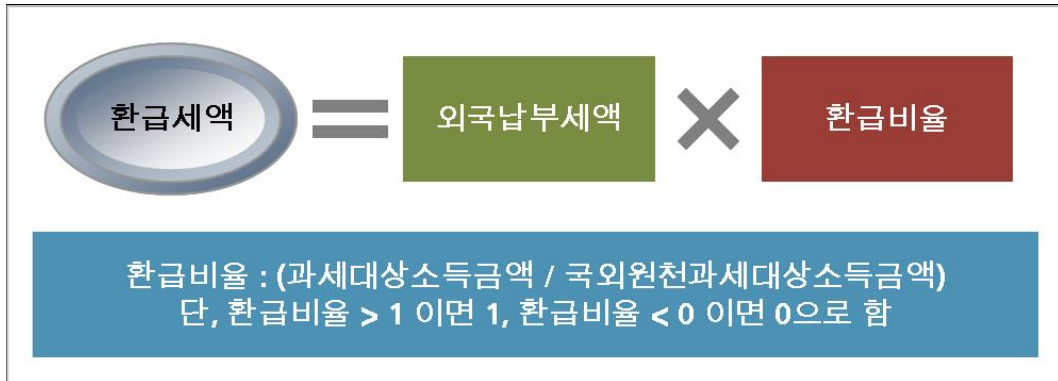 환급세액 = 외국납부세액 × 환급비율
환급비율 : (과세대상소득금액 / 국외원천과세대상소득금액)
단, 환급비율 > 1 이면 1, 환급비율 < 0 이면 0으로 함